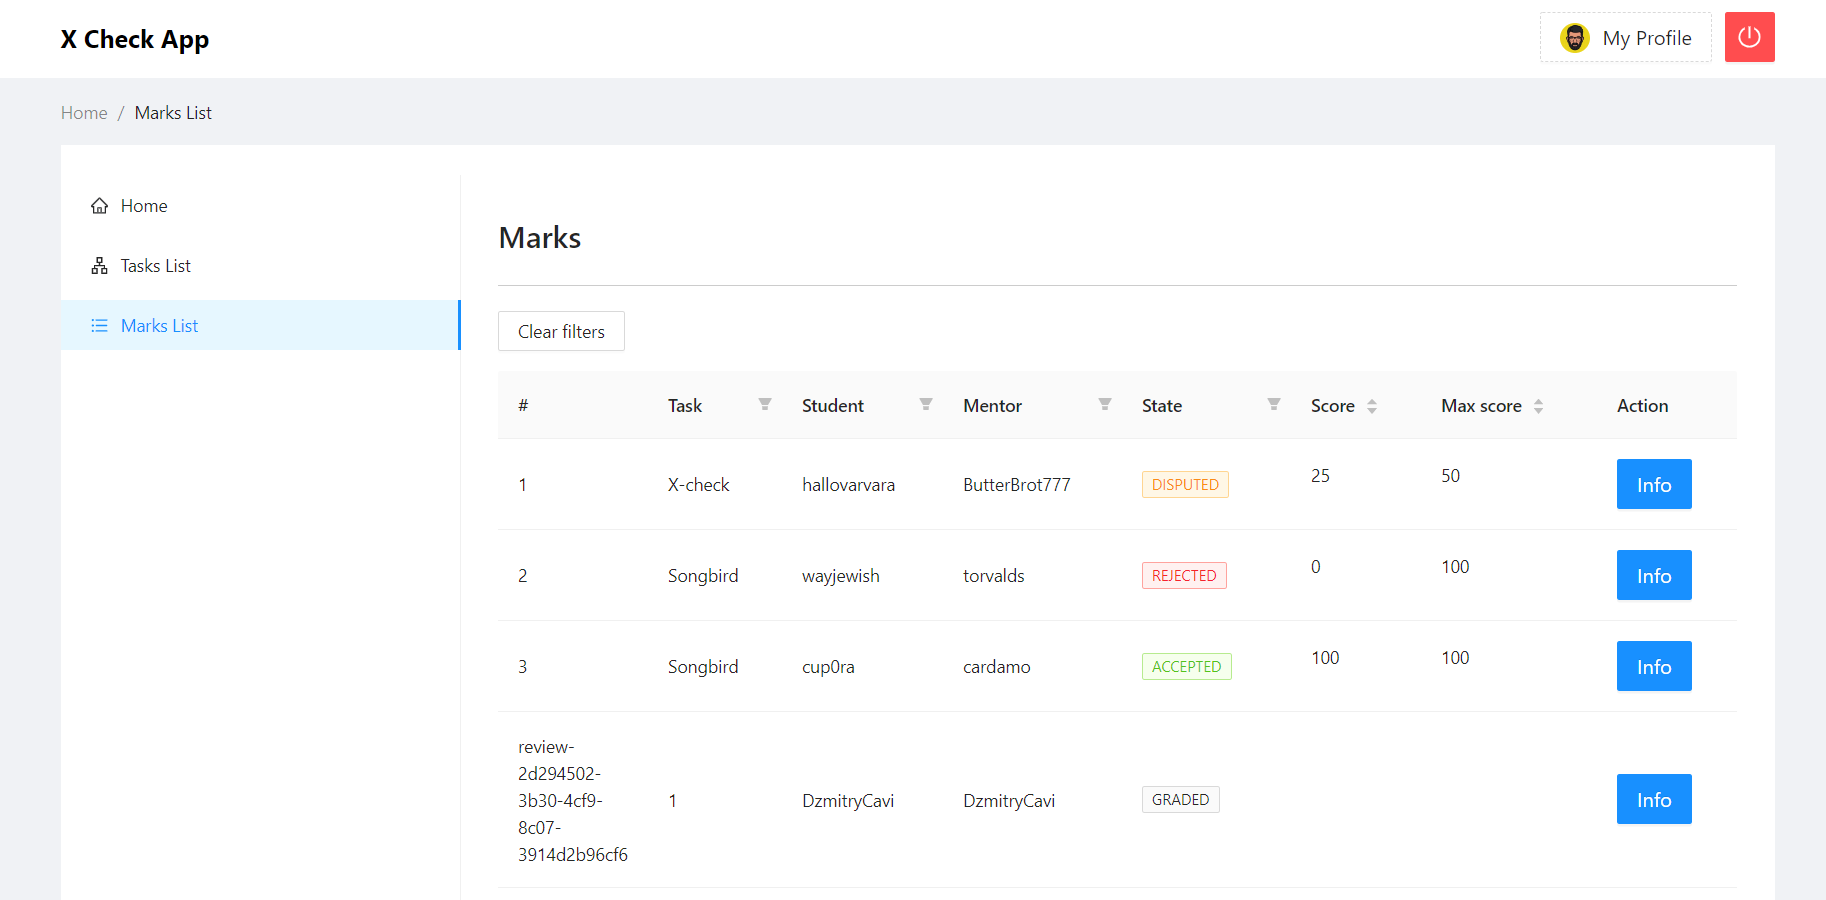 X Check App
My Profile
Home / Marks List
Home
Tasks List
Marks List
Marks
Clear filters
# Task Student Mentor State Score Max score Action
1 X-check hallovarvara ButterBrot777 DISPUTED 25 50 Info
2 Songbird wayjewish torvalds REJECTED 0 100 Info
3 Songbird cup0ra cardamo ACCEPTED 100 100 Info
review-
2d294502-
3b30-4cf9-
8c07-
3914d2b96cf6
1 DzmitryCavi DzmitryCavi GRADED Info